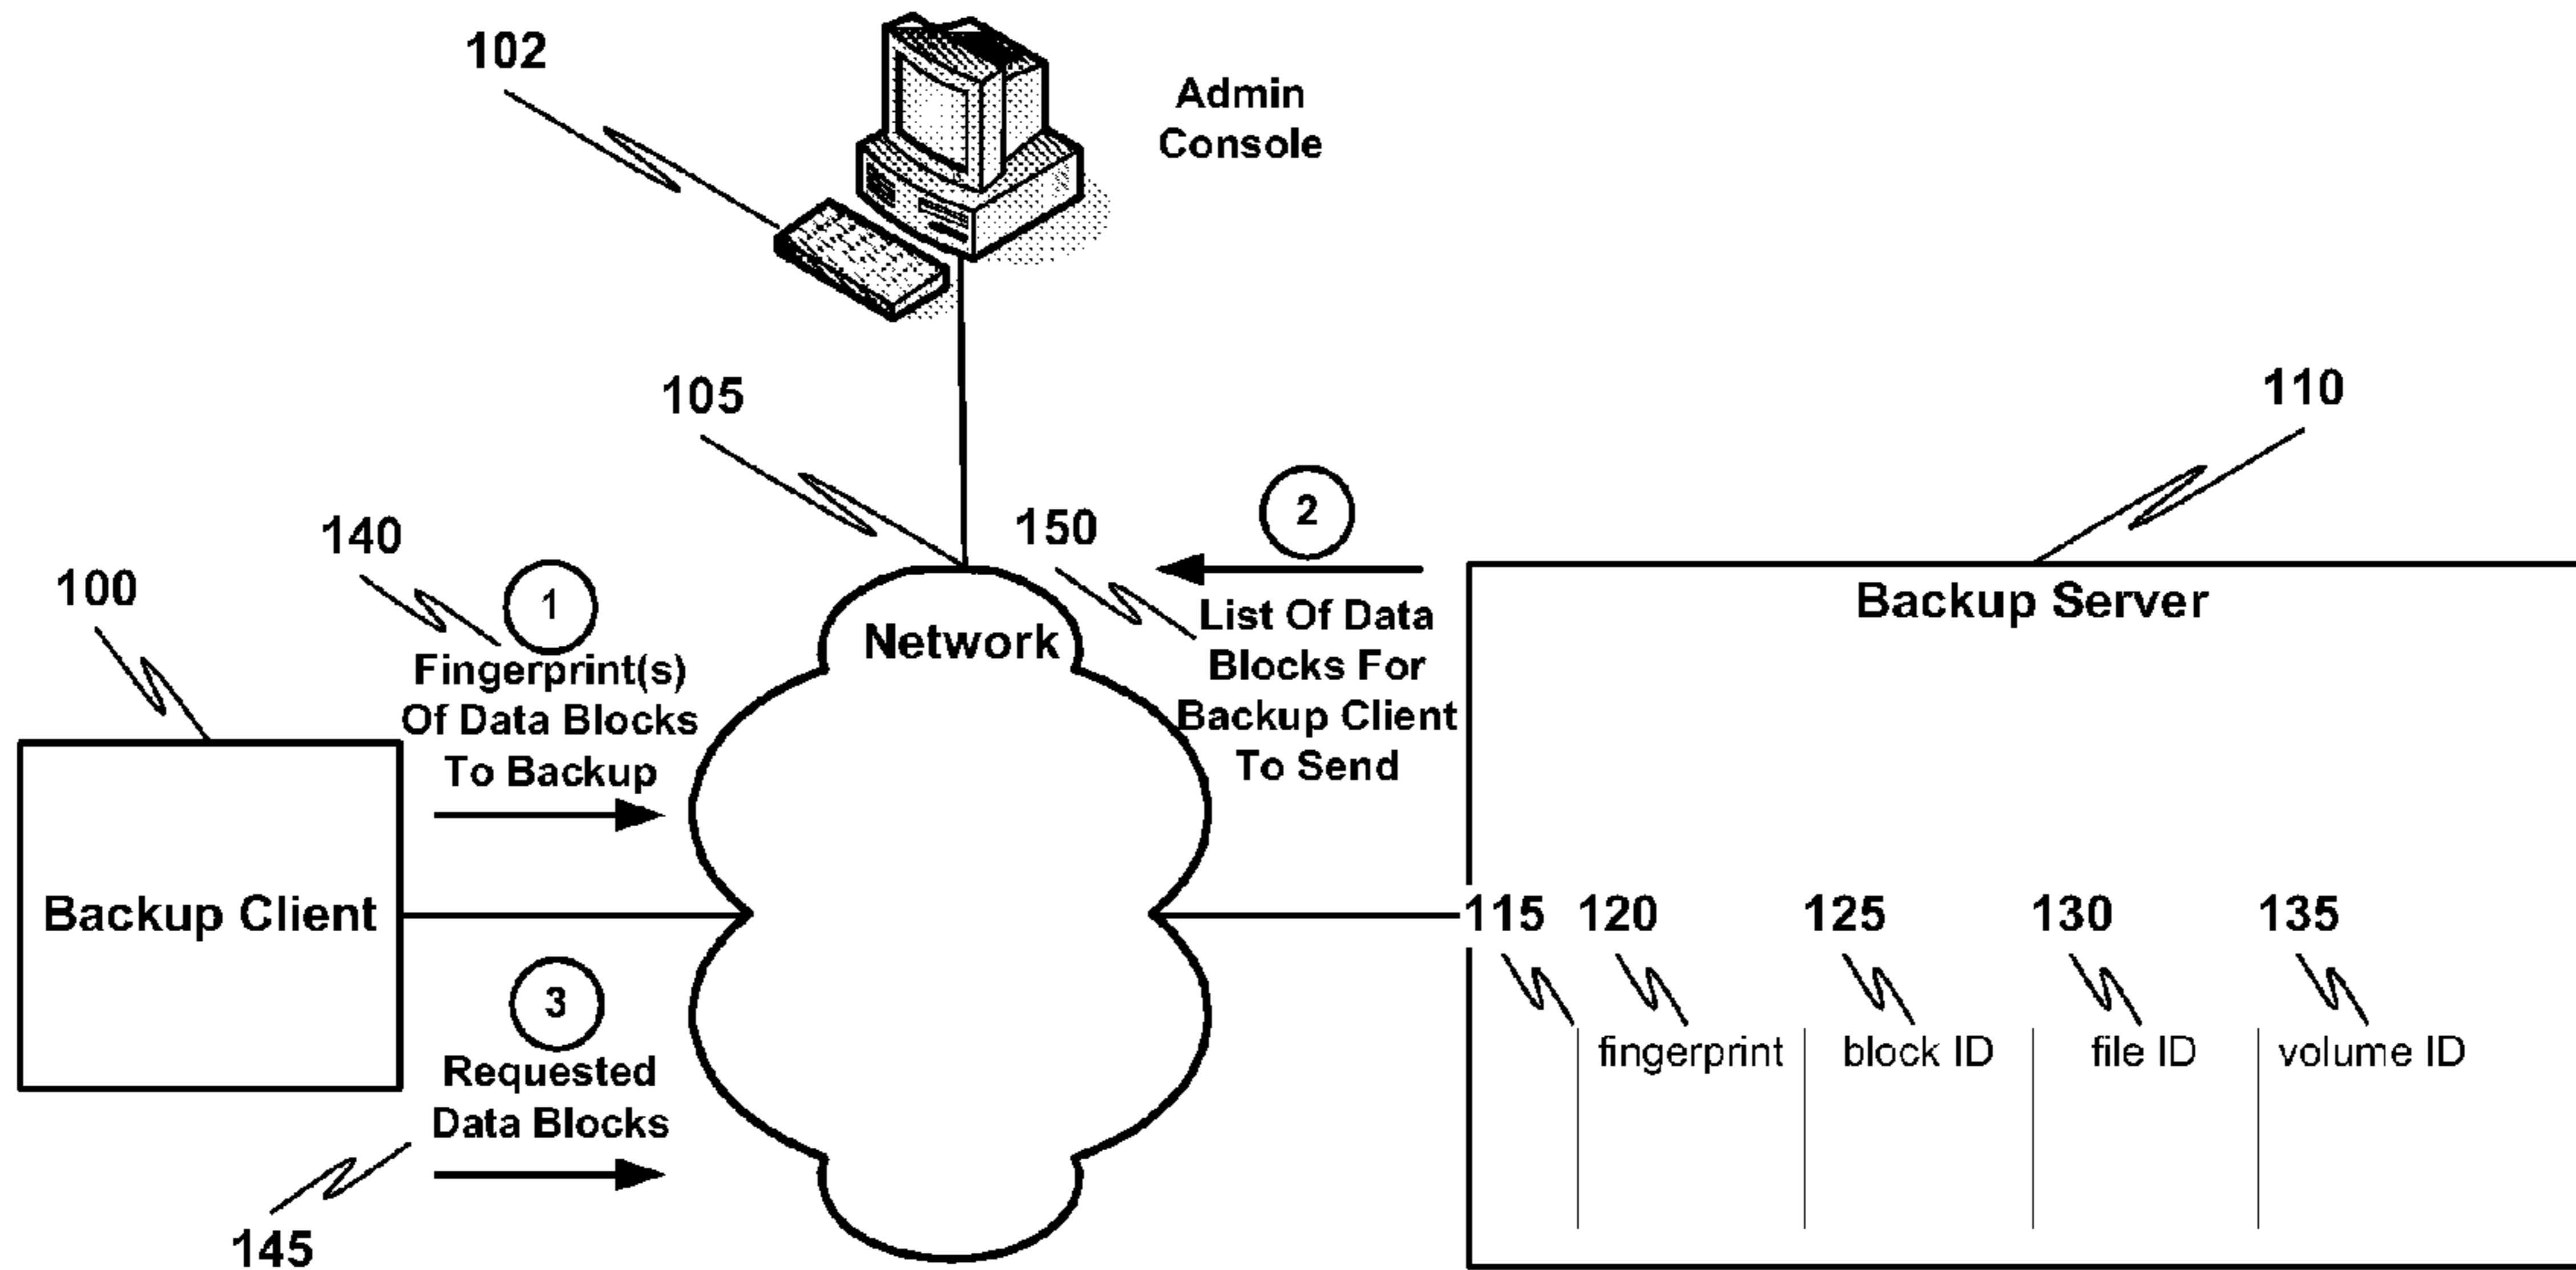 102
Admin
Console
105
110
140
150
2
100
1
Backup Server
Network
List Of Data
Blocks For
Backup Client
To Send
Fingerprint(s)
Of Data Blocks
To Backup
Backup Client
115 120 125 130 135
3
fingerprint block ID file ID volume ID
Requested
Data Blocks
145